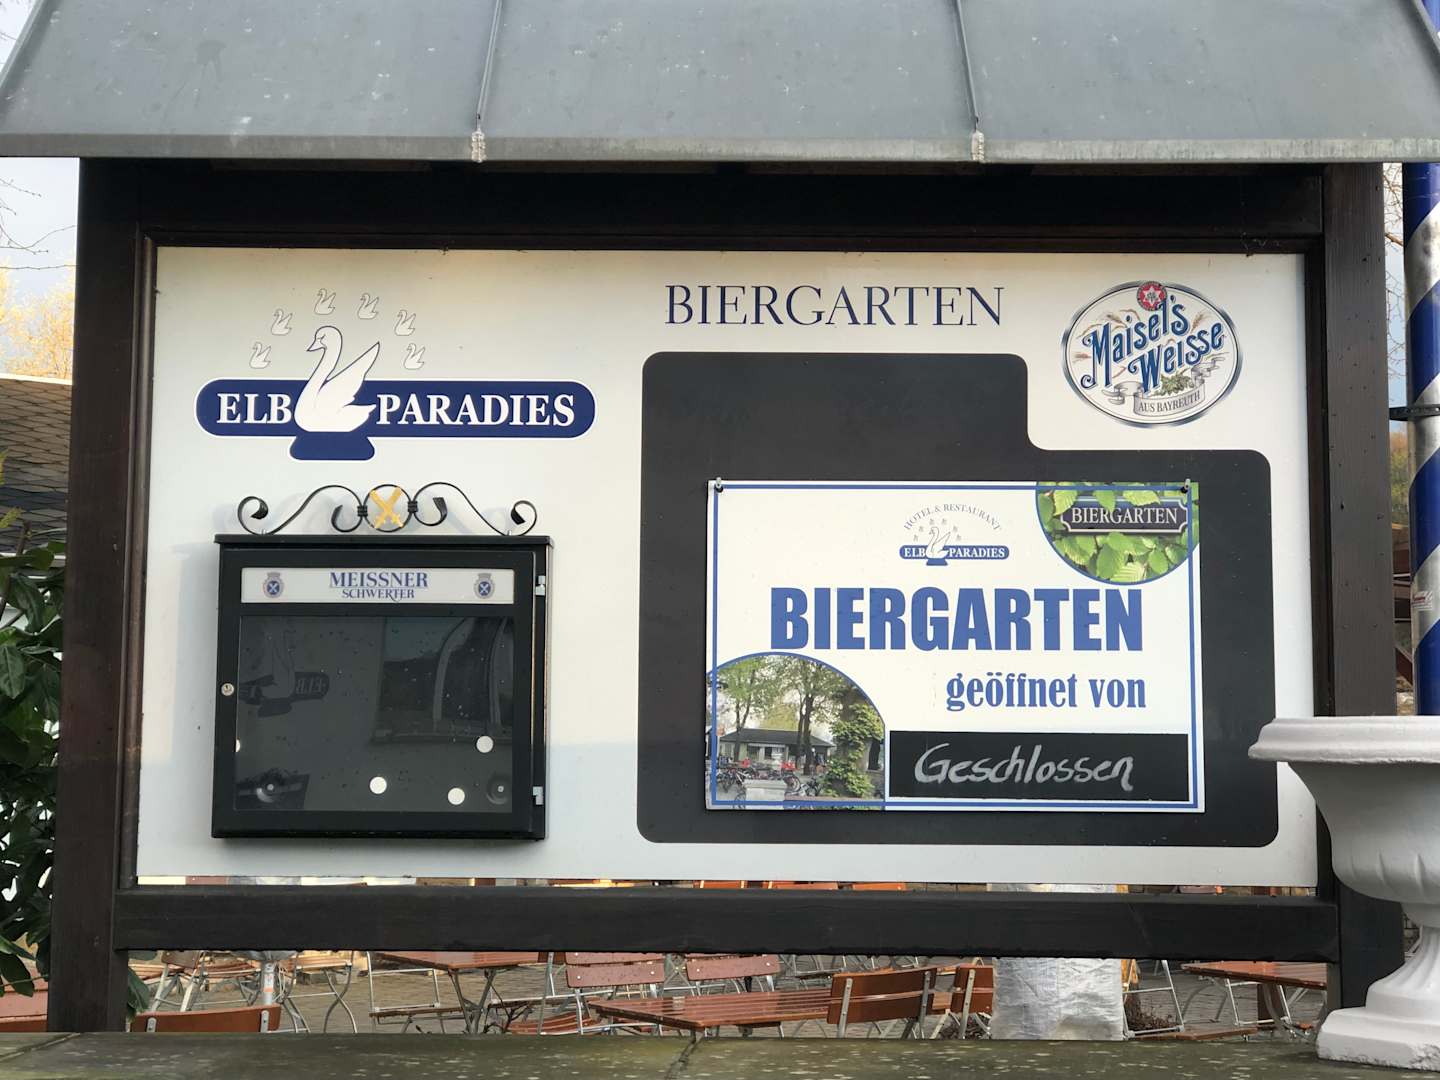 ELB PARADIES
MEISSNER
SCHWERTER
BIERGARTEN
Maisel's
Weisse
AUS BAYREUTH
HOTEL & RESTAURANT
ELB PARADIES
BIERGARTEN
BIERGARTEN
geöffnet von
Geschlossen